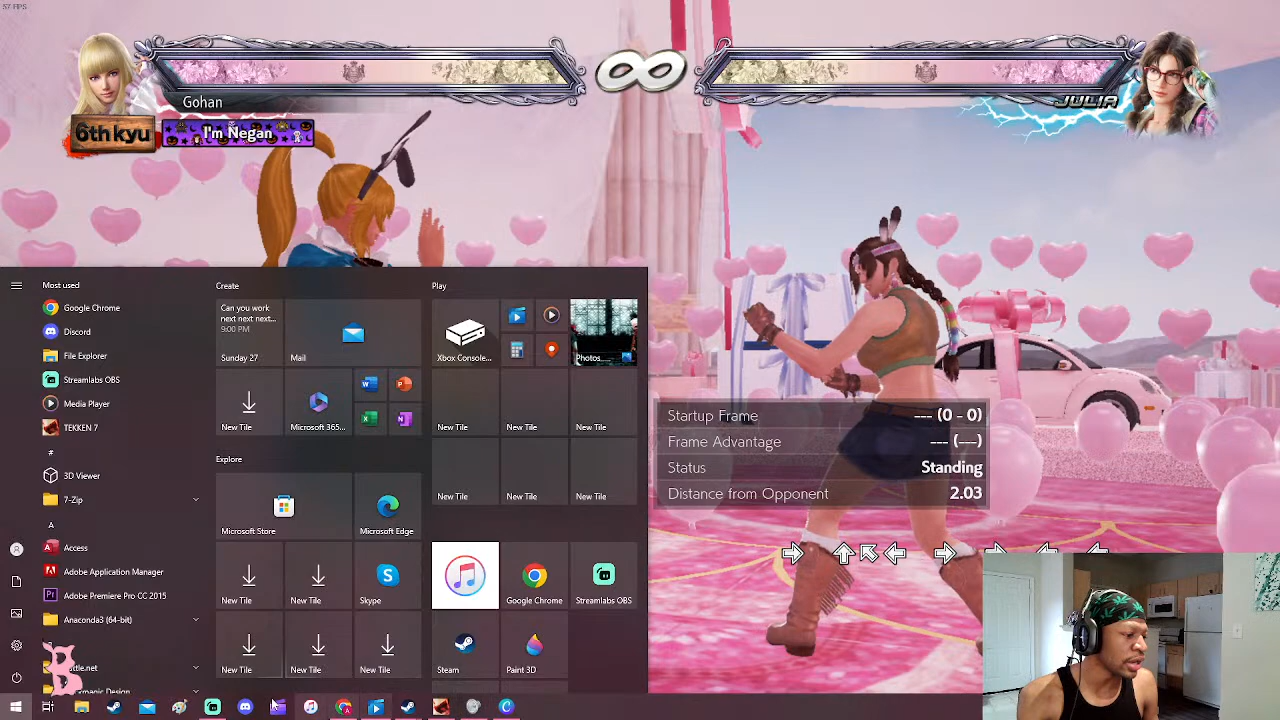 57 FPS
Gohan
JULIA
6th kyu
I'm Negan
Most used
Google Chrome
Discord
File Explorer
Streamlabs OBS
Media Player
TEKKEN 7
#
3D Viewer
7-Zip
A
Access
Adobe Application Manager
Adobe Premiere Pro CC 2015
Anaconda3 (64-bit)
Create
Can you work
next next next...
9:00 PM
Sunday 27
Mail
New Tile
Microsoft 365...
Explore
Microsoft Store
Microsoft Edge
New Tile
New Tile
Skype
New Tile
New Tile
New Tile
Play
Xbox Console...
Photos
New Tile
New Tile
New Tile
New Tile
New Tile
New Tile
Google Chrome
Streamlabs OBS
Steam
Paint 3D
Startup Frame --- (0 - 0)
Frame Advantage --- (---)
Status Standing
Distance from Opponent 2.03